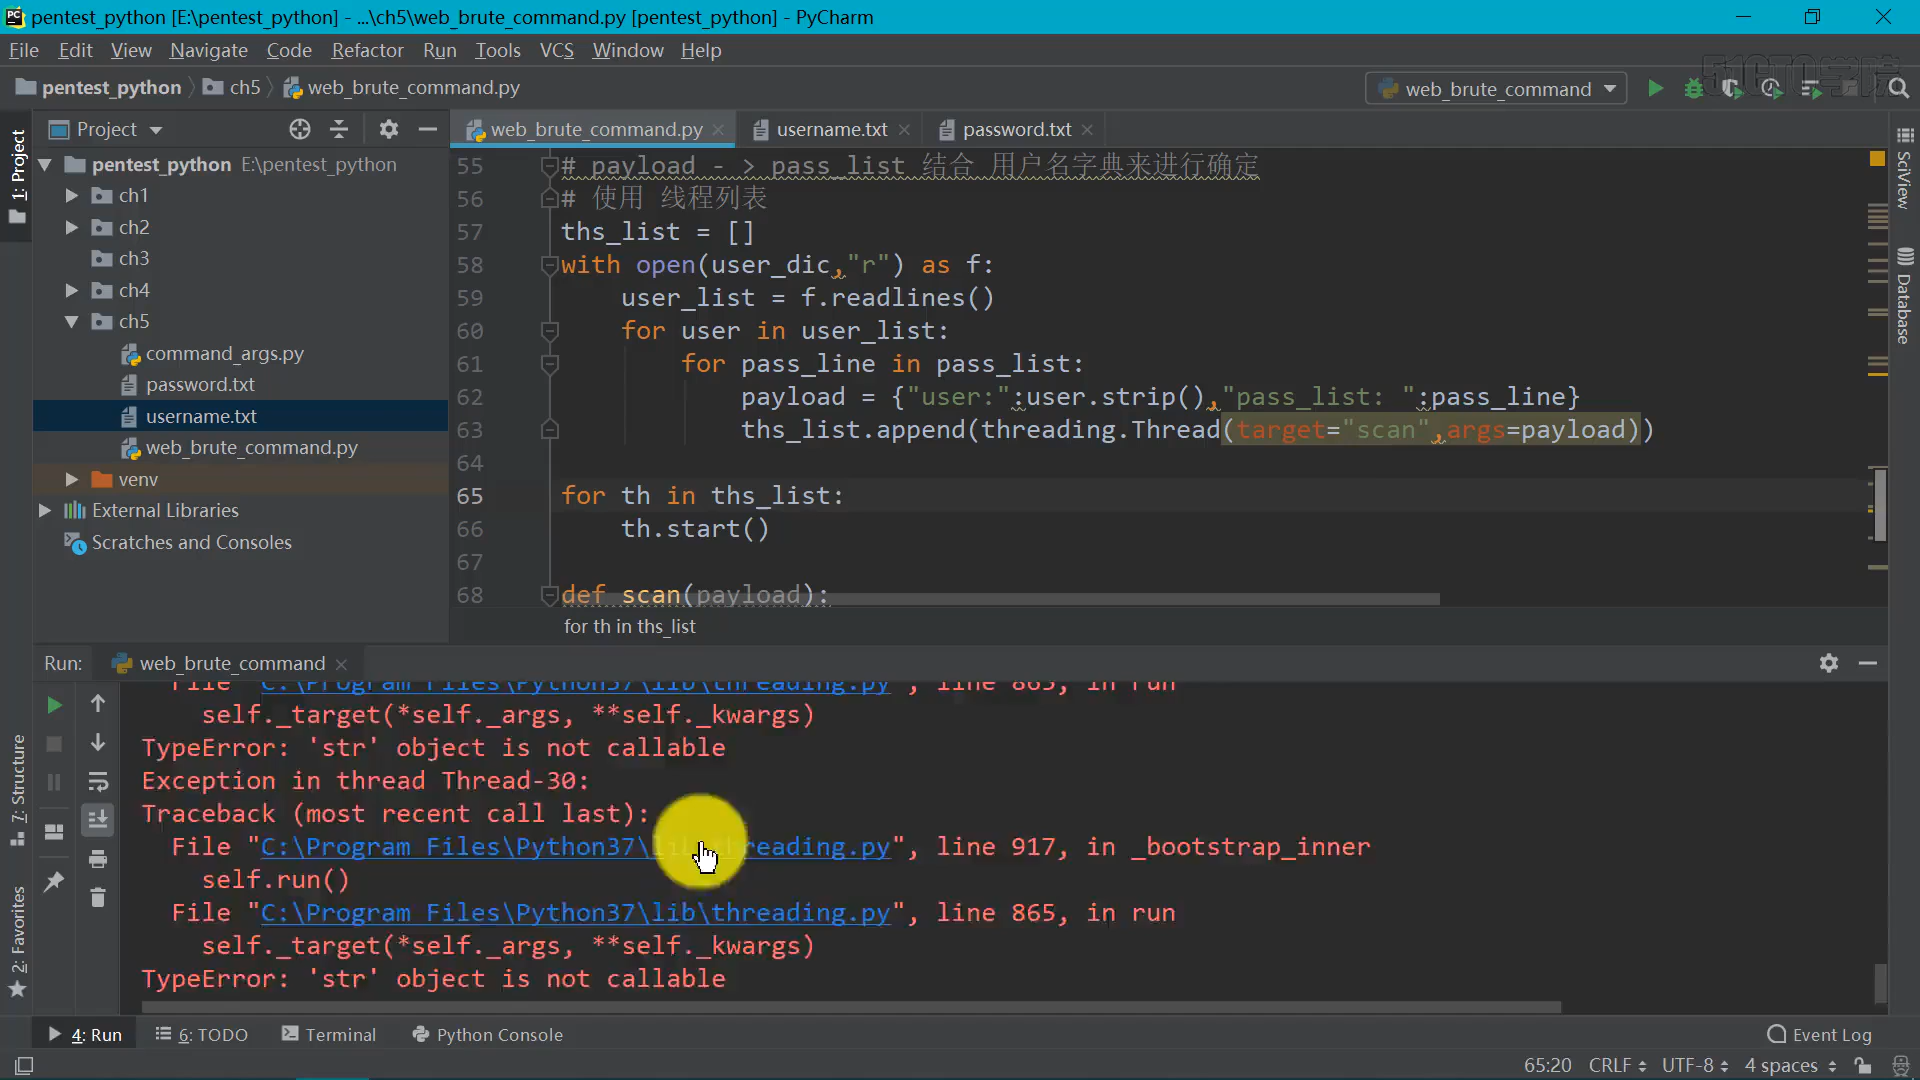 pentest_python [E:\pentest_python] - ...\ch5\web_brute_command.py [pentest_python] - PyCharm
File Edit View Navigate Code Refactor Run Tools VCS Window Help
51CTO学院
pentest_python ch5 web_brute_command.py web_brute_command
1: Project
Project
web_brute_command.py username.txt password.txt
pentest_python E:\pentest_python
ch1
ch2
ch3
ch4
ch5
command_args.py
password.txt
username.txt
web_brute_command.py
venv
External Libraries
Scratches and Consoles
55 # payload - > pass_list 结合 用户名字典来进行确定
56 # 使用 线程列表
57 ths_list = []
58 with open(user_dic,"r") as f:
59 user_list = f.readlines()
60 for user in user_list:
61 for pass_line in pass_list:
62 payload = {"user:":user.strip(),"pass_list: ":pass_line}
63 ths_list.append(threading.Thread(target="scan",args=payload))
64
65 for th in ths_list:
66 th.start()
67
68 def scan(payload):
for th in ths_list
SciView
Database
Run: web_brute_command
File "C:\Program Files\Python37\lib\threading.py", line 865, in run
self._target(*self._args, **self._kwargs)
TypeError: 'str' object is not callable
Exception in thread Thread-30:
Traceback (most recent call last):
File "C:\Program Files\Python37\lib\threading.py", line 917, in _bootstrap_inner
self.run()
File "C:\Program Files\Python37\lib\threading.py", line 865, in run
self._target(*self._args, **self._kwargs)
TypeError: 'str' object is not callable
7: Structure
2: Favorites
4: Run 6: TODO Terminal Python Console Event Log
65:20 CRLF UTF-8 4 spaces